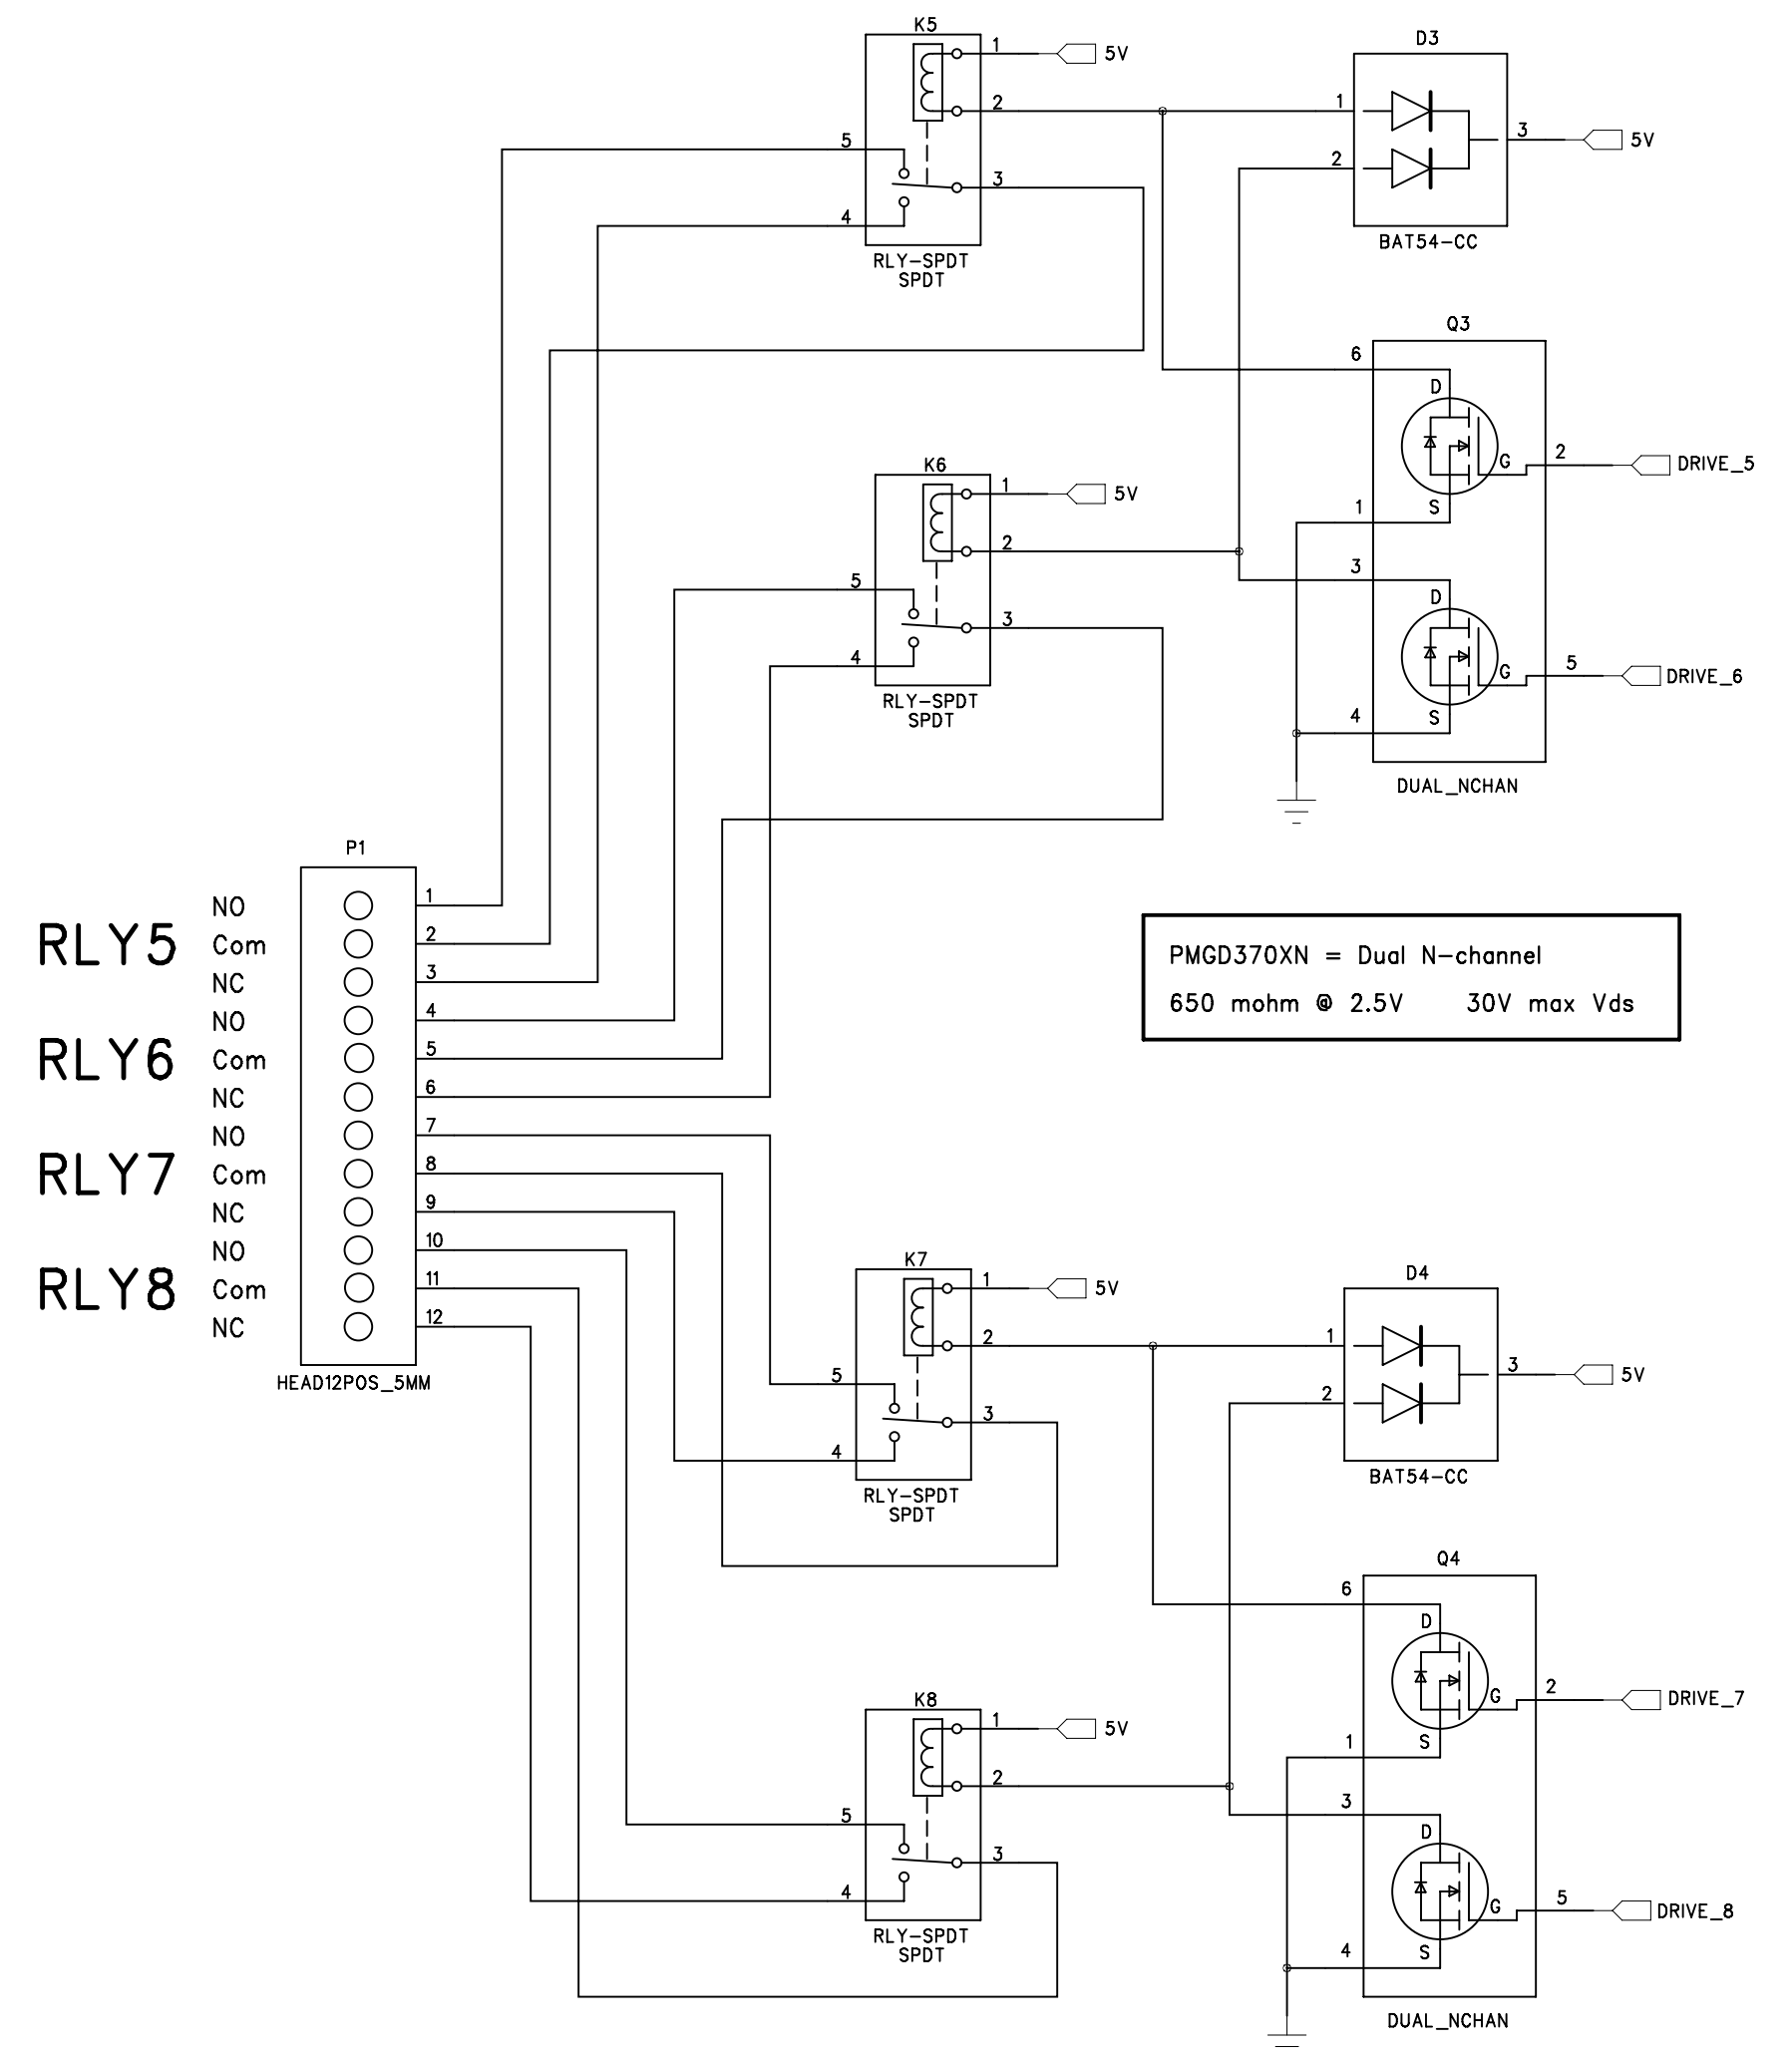 K5
1
5V
2
5
3
4
RLY-SPDT
SPDT
D3
1
2
3
5V
BAT54-CC
Q3
6
D
G
2
DRIVE_5
1
S
3
D
G
5
DRIVE_6
4
S
DUAL_NCHAN
K6
1
5V
2
5
3
4
RLY-SPDT
SPDT
P1
RLY5
NO 1
Com 2
NC 3
RLY6
NO 4
Com 5
NC 6
RLY7
NO 7
Com 8
NC 9
RLY8
NO 10
Com 11
NC 12
HEAD12POS_5MM
PMGD370XN = Dual N-channel
650 mohm @ 2.5V 30V max Vds
K7
1
5V
2
5
3
4
RLY-SPDT
SPDT
D4
1
2
3
5V
BAT54-CC
Q4
6
D
G
2
DRIVE_7
1
S
3
D
G
5
DRIVE_8
4
S
DUAL_NCHAN
K8
1
5V
2
5
3
4
RLY-SPDT
SPDT